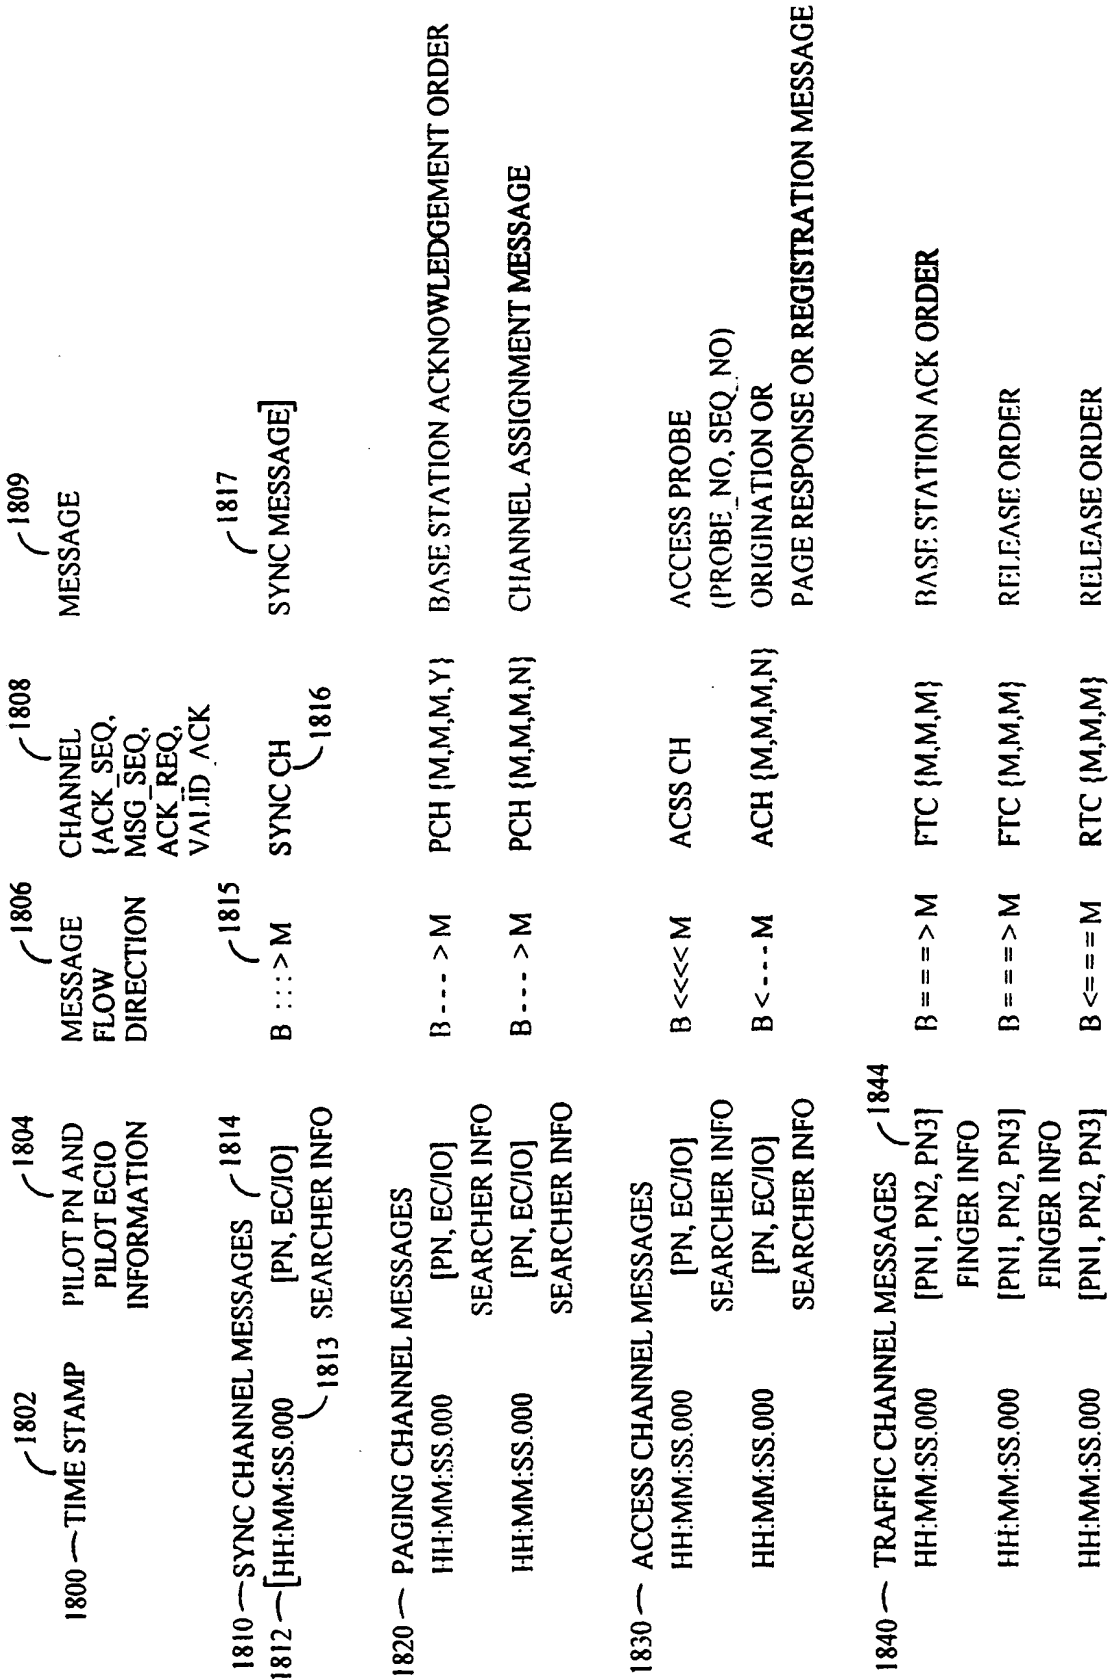 1802 1804 1806 1808 1809
1800 TIME STAMP PILOT PN AND MESSAGE CHANNEL MESSAGE
PILOT ECIO FLOW {ACK_SEQ,
INFORMATION DIRECTION MSG_SEQ,
ACK_REQ,
VALID_ACK
1810 SYNC CHANNEL MESSAGES 1814 1815 1817
1812 [HH:MM:SS.000 [PN, EC/IO] B :::> M SYNC CH SYNC MESSAGE]
1813 SEARCHER INFO 1816
1820 PAGING CHANNEL MESSAGES
HH:MM:SS.000 [PN, EC/IO] B ---> M PCH {M,M,M,Y} BASE STATION ACKNOWLEDGEMENT ORDER
SEARCHER INFO
HH:MM:SS.000 [PN, EC/IO] B ---> M PCH {M,M,M,N} CHANNEL ASSIGNMENT MESSAGE
SEARCHER INFO
1830 ACCESS CHANNEL MESSAGES
HH:MM:SS.000 [PN, EC/IO] B <<<< M ACSS CH ACCESS PROBE
SEARCHER INFO (PROBE_NO, SEQ_NO)
HH:MM:SS.000 [PN, EC/IO] B <--- M ACH {M,M,M,N} ORIGINATION OR
SEARCHER INFO PAGE RESPONSE OR REGISTRATION MESSAGE
1840 TRAFFIC CHANNEL MESSAGES 1844
HH:MM:SS.000 [PN1, PN2, PN3] B ===> M FTC {M,M,M} BASE STATION ACK ORDER
FINGER INFO
HH:MM:SS.000 [PN1, PN2, PN3] B ===> M FTC {M,M,M} RELEASE ORDER
FINGER INFO
HH:MM:SS.000 [PN1, PN2, PN3] B <=== M RTC {M,M,M} RELEASE ORDER